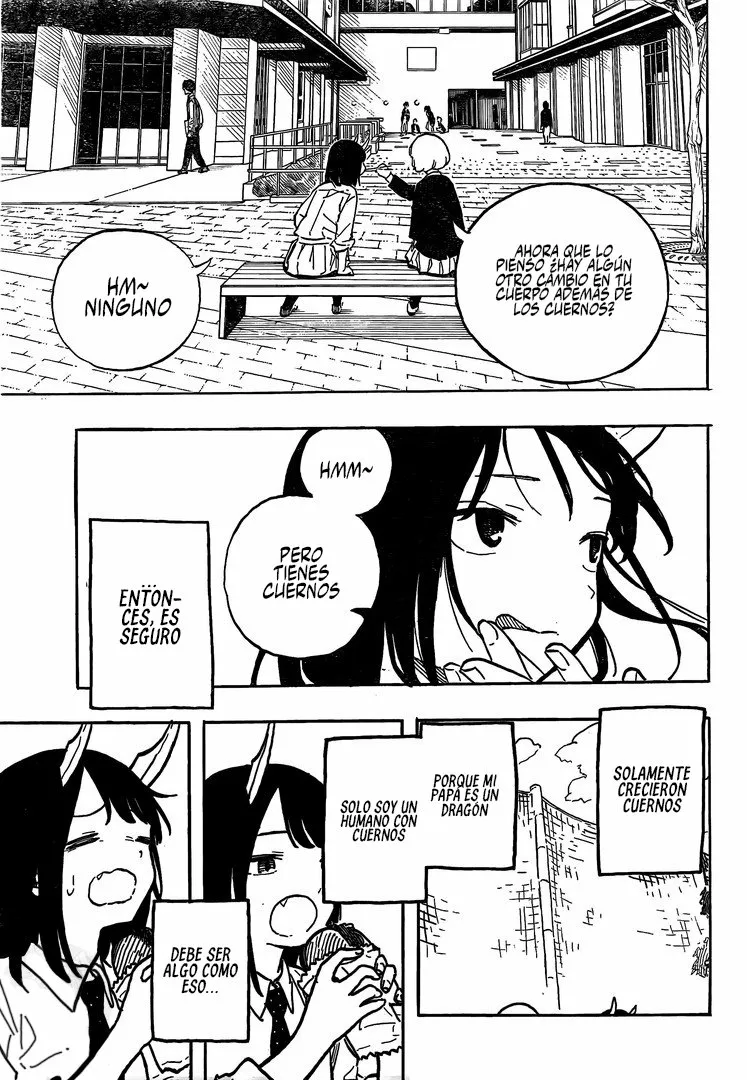 AHORA QUE LO
PIENSO ¿HAY ALGÚN
OTRO CAMBIO EN TU
CUERPO ADEMÁS DE
LOS CUERNOS?
HM~
NINGUNO
HMM~
PERO
TIENES
CUERNOS
...
ENTON-
CES, ES
SEGURO
SOLAMENTE
CRECIERON
CUERNOS
PORQUE MI
PAPÁ ES UN
DRAGÓN
SOLO SOY UN
HUMANO CON
CUERNOS
DEBE SER
ALGO COMO
ESO...